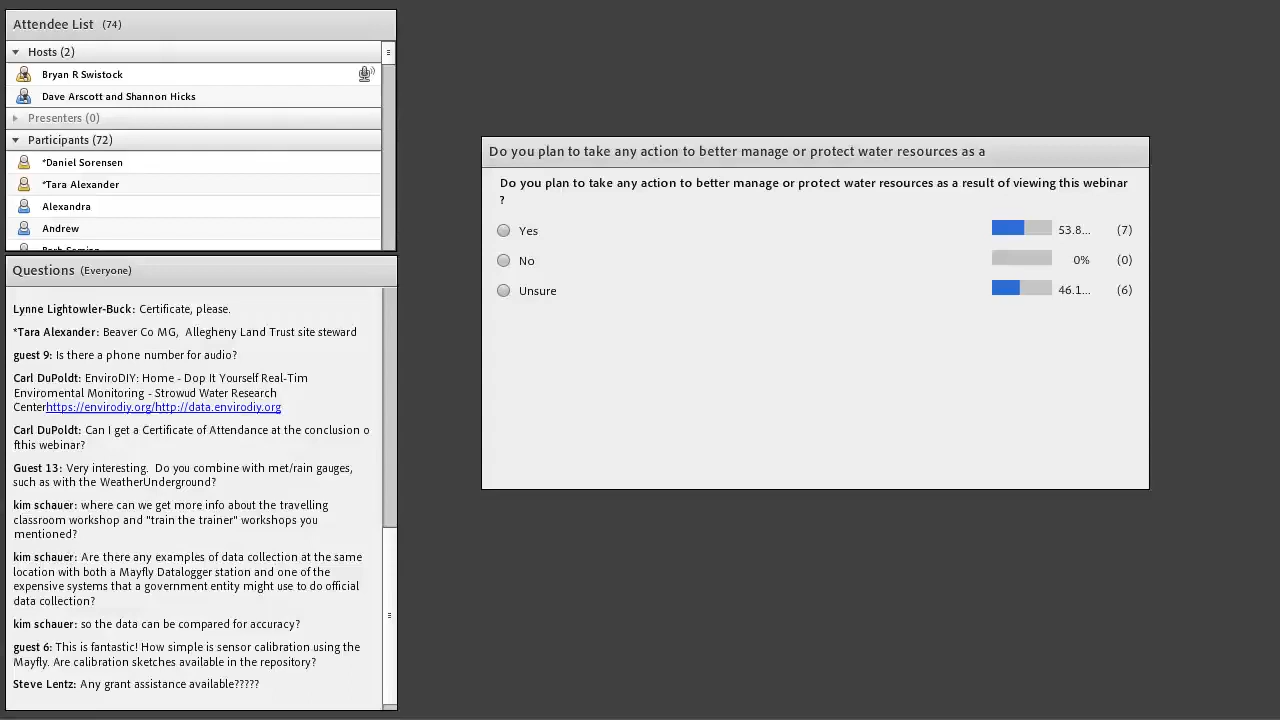 Attendee List (74)
Hosts (2)
Bryan R Swistock
Dave Arscott and Shannon Hicks
Presenters (0)
Participants (72)
*Daniel Sorensen
*Tara Alexander
Alexandra
Andrew
Questions (Everyone)
Lynne Lightowler-Buck: Certificate, please.
*Tara Alexander: Beaver Co MG, Allegheny Land Trust site steward
guest 9: Is there a phone number for audio?
Carl DuPoldt: EnviroDIY: Home - Dop It Yourself Real-Tim
Enviromental Monitoring - Strowud Water Research
Centerhttps://envirodiy.org/http://data.envirodiy.org
Carl DuPoldt: Can I get a Certificate of Attendance at the conclusion o
fthis webinar?
Guest 13: Very interesting. Do you combine with met/rain gauges,
such as with the WeatherUnderground?
kim schauer: where can we get more info about the travelling
classroom workshop and "train the trainer" workshops you
mentioned?
kim schauer: Are there any examples of data collection at the same
location with both a Mayfly Datalogger station and one of the
expensive systems that a government entity might use to do official
data collection?
kim schauer: so the data can be compared for accuracy?
guest 6: This is fantastic! How simple is sensor calibration using the
Mayfly. Are calibration sketches available in the repository?
Steve Lentz: Any grant assistance available?????
Do you plan to take any action to better manage or protect water resources as a
Do you plan to take any action to better manage or protect water resources as a result of viewing this webinar
?
Yes 53.8... (7)
No 0% (0)
Unsure 46.1... (6)